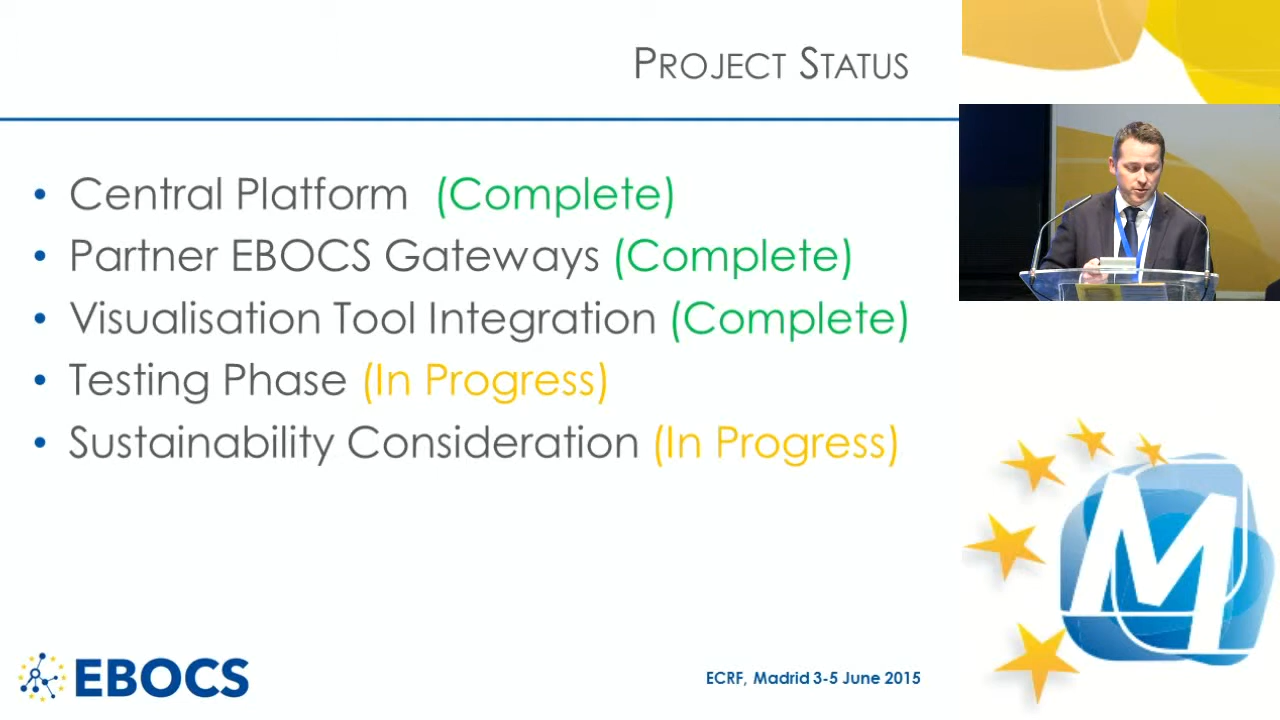 PROJECT STATUS
• Central Platform (Complete)
• Partner EBOCS Gateways (Complete)
• Visualisation Tool Integration (Complete)
• Testing Phase (In Progress)
• Sustainability Consideration (In Progress)
M
EBOCS
ECRF, Madrid 3-5 June 2015